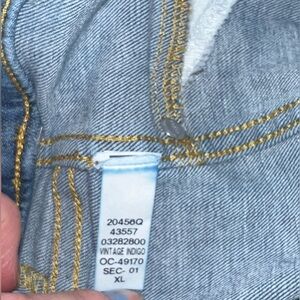 20456Q
43557
03282800
VINTAGE INDIGO
OC-49170
SEC- 01
XL